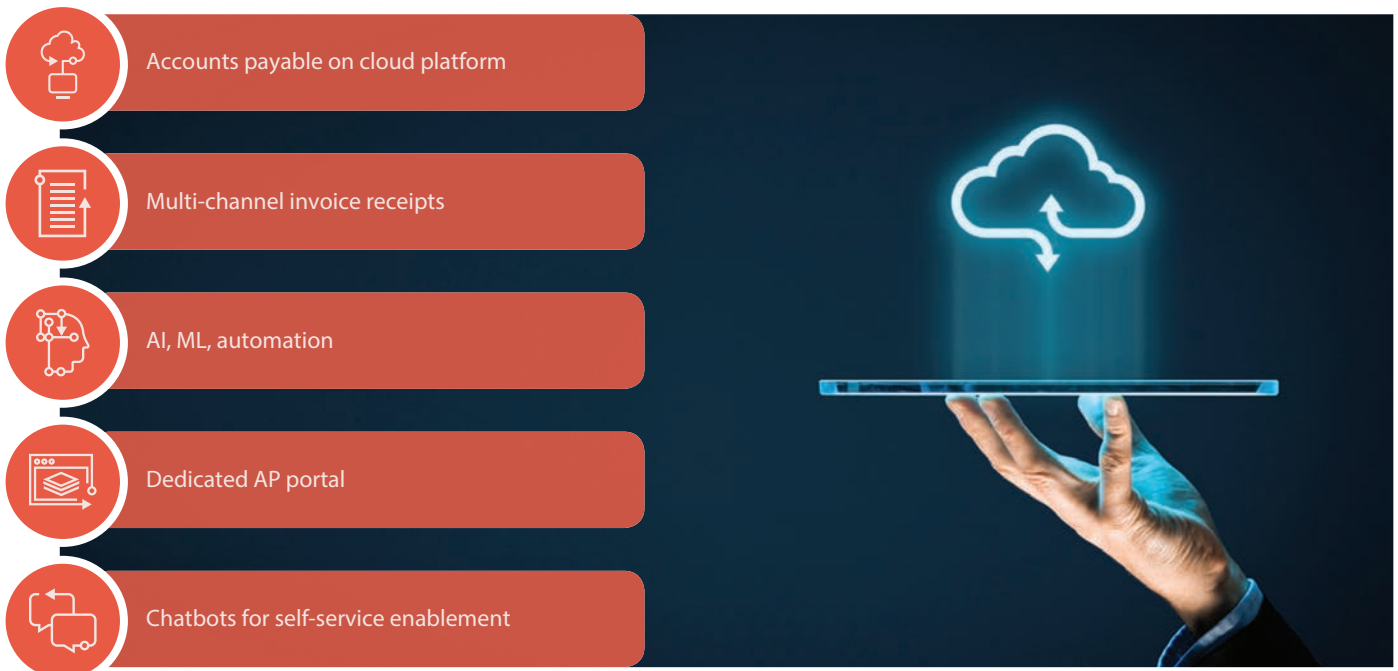 Accounts payable on cloud platform
Multi-channel invoice receipts
AI, ML, automation
Dedicated AP portal
Chatbots for self-service enablement